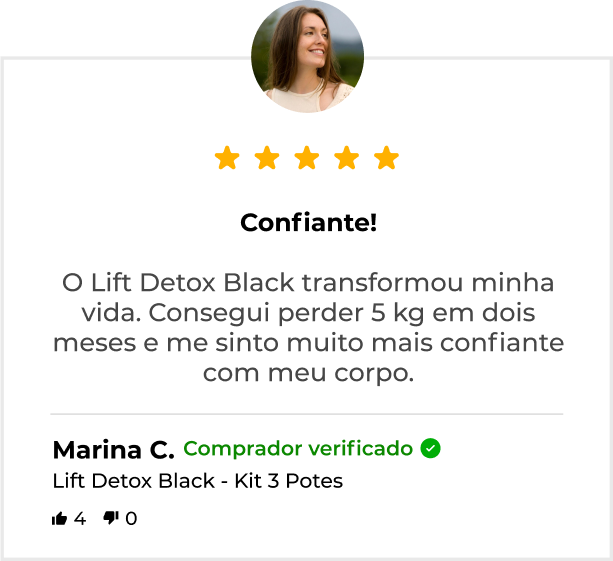 Confiante!
O Lift Detox Black transformou minha
vida. Consegui perder 5 kg em dois
meses e me sinto muito mais confiante
com meu corpo.
Marina C. Comprador verificado
Lift Detox Black - Kit 3 Potes
4 0